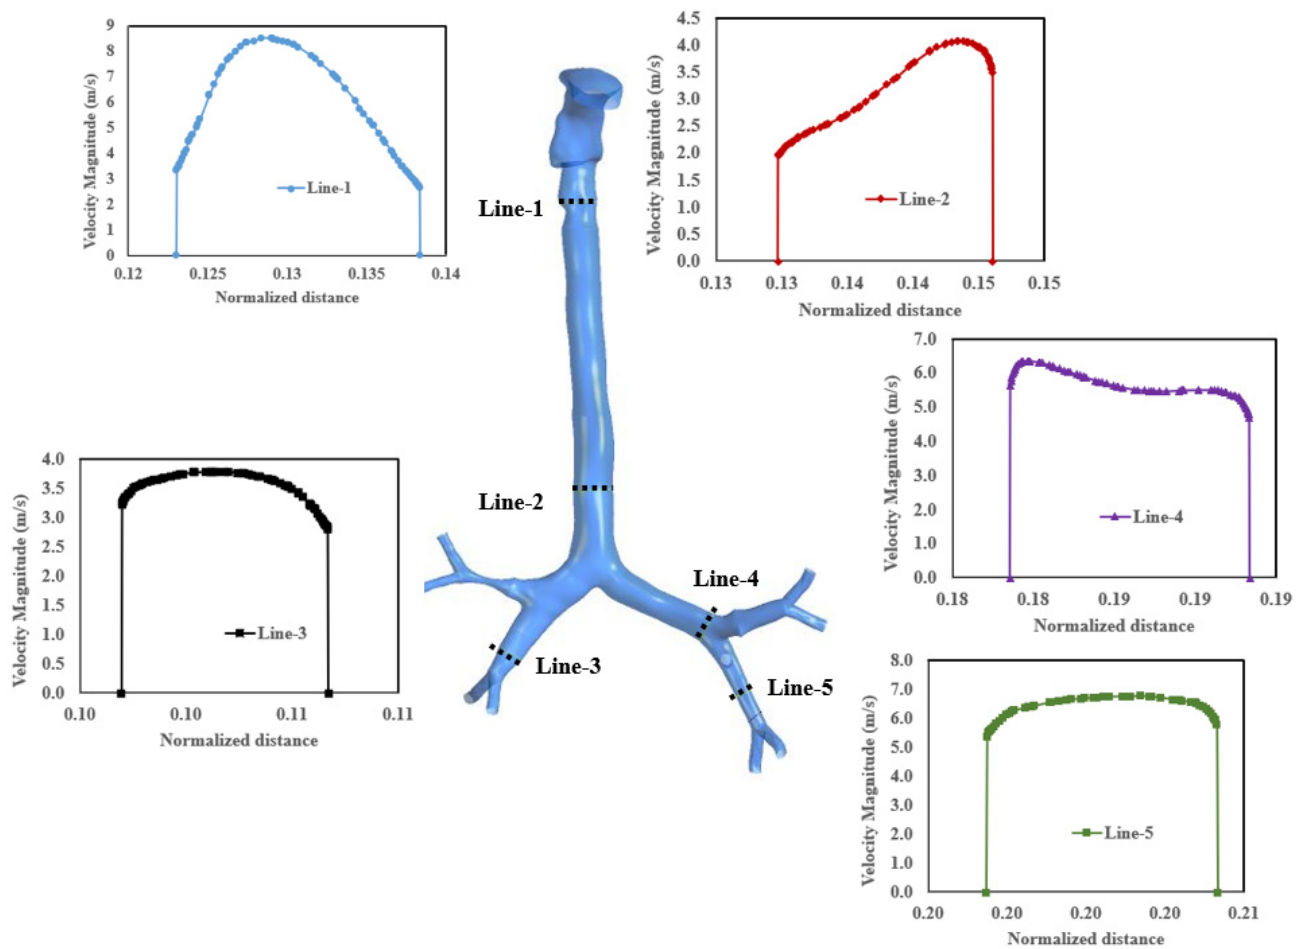 9
8
7
6
5
4
3
2
1
0
Velocity Magnitude (m/s)
Line-1
0.12 0.125 0.13 0.135 0.14
Normalized distance
4.5
4.0
3.5
3.0
2.5
2.0
1.5
1.0
0.5
0.0
Velocity Magnitude (m/s)
Line-2
0.13 0.13 0.14 0.14 0.15 0.15
Normalized distance
Line-1
Line-2
Line-3
Line-4
Line-5
7.0
6.0
5.0
4.0
3.0
2.0
1.0
0.0
Velocity Magnitude (m/s)
Line-4
0.18 0.18 0.19 0.19 0.19
Normalized distance
4.0
3.5
3.0
2.5
2.0
1.5
1.0
0.5
0.0
Velocity Magnitude (m/s)
Line-3
0.10 0.10 0.11 0.11
Normalized distance
8.0
7.0
6.0
5.0
4.0
3.0
2.0
1.0
0.0
Velocity Magnitude (m/s)
Line-5
0.20 0.20 0.20 0.20 0.21
Normalized distance